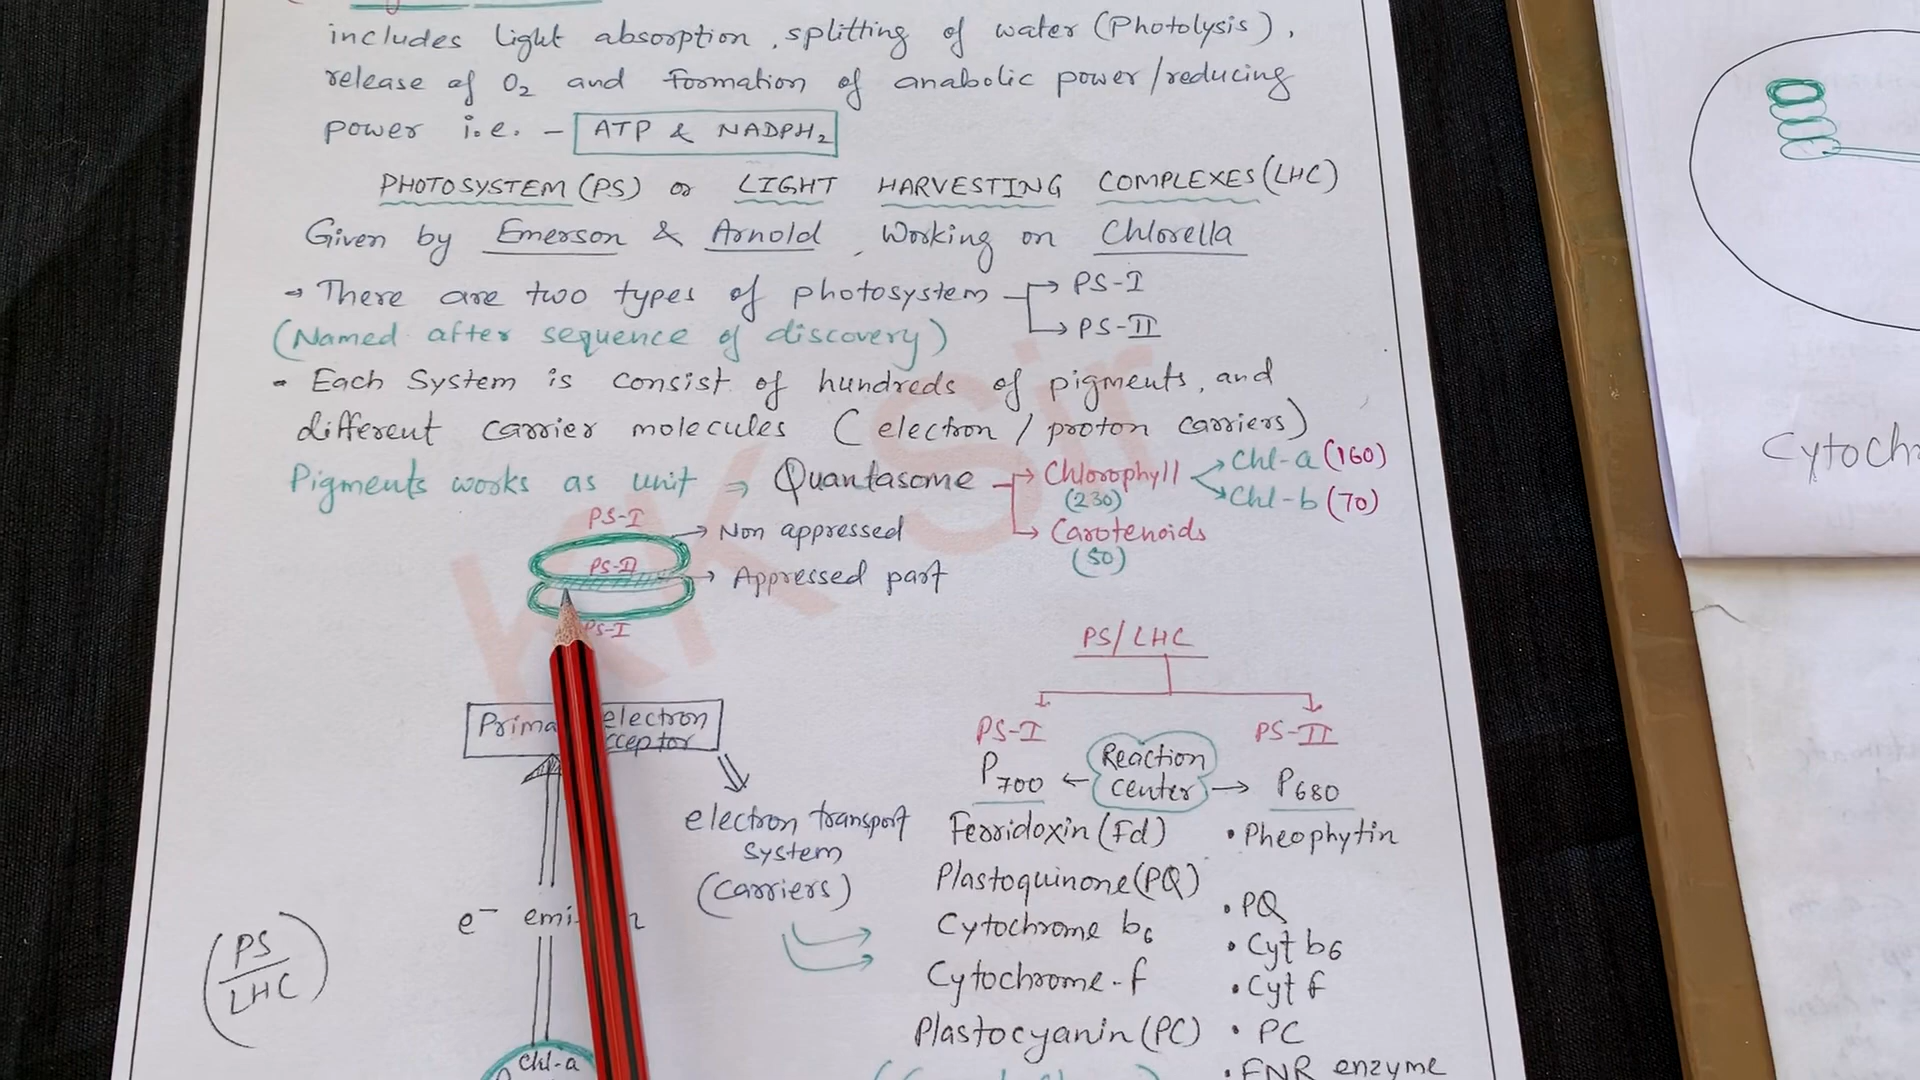 includes light absorption, splitting of water (Photolysis),
release of O2 and formation of anabolic power/reducing
power i.e. - ATP & NADPH2
PHOTOSYSTEM (PS) or LIGHT HARVESTING COMPLEXES (LHC)
Given by Emerson & Arnold, Working on Chlorella
→ There are two types of photosystem → PS-I
→ PS-II
(Named after sequence of discovery)
- Each System is consist of hundreds of pigments, and
different carrier molecules (electron / proton carriers)
Pigments works as unit ⇒ Quantasome → Chlorophyll → Chl-a (160)
(230) → Chl-b (70)
→ Carotenoids
(50)
PS-I
→ Non appressed
PS-II
→ Appressed part
PS-I
KK Sir
PS/LHC
PS-I
PS-II
Reaction
center
P700 ←
→ P680
electron
electron transport
system
(carriers)
Ferridoxin (Fd)
Plastoquinone (PQ)
Cytochrome b6
Cytochrome-f
Plastocyanin (PC)
• Pheophytin
• PQ
• Cyt b6
• Cyt f
• PC
• FNR enzyme
e-
PS
LHC
Chl-a